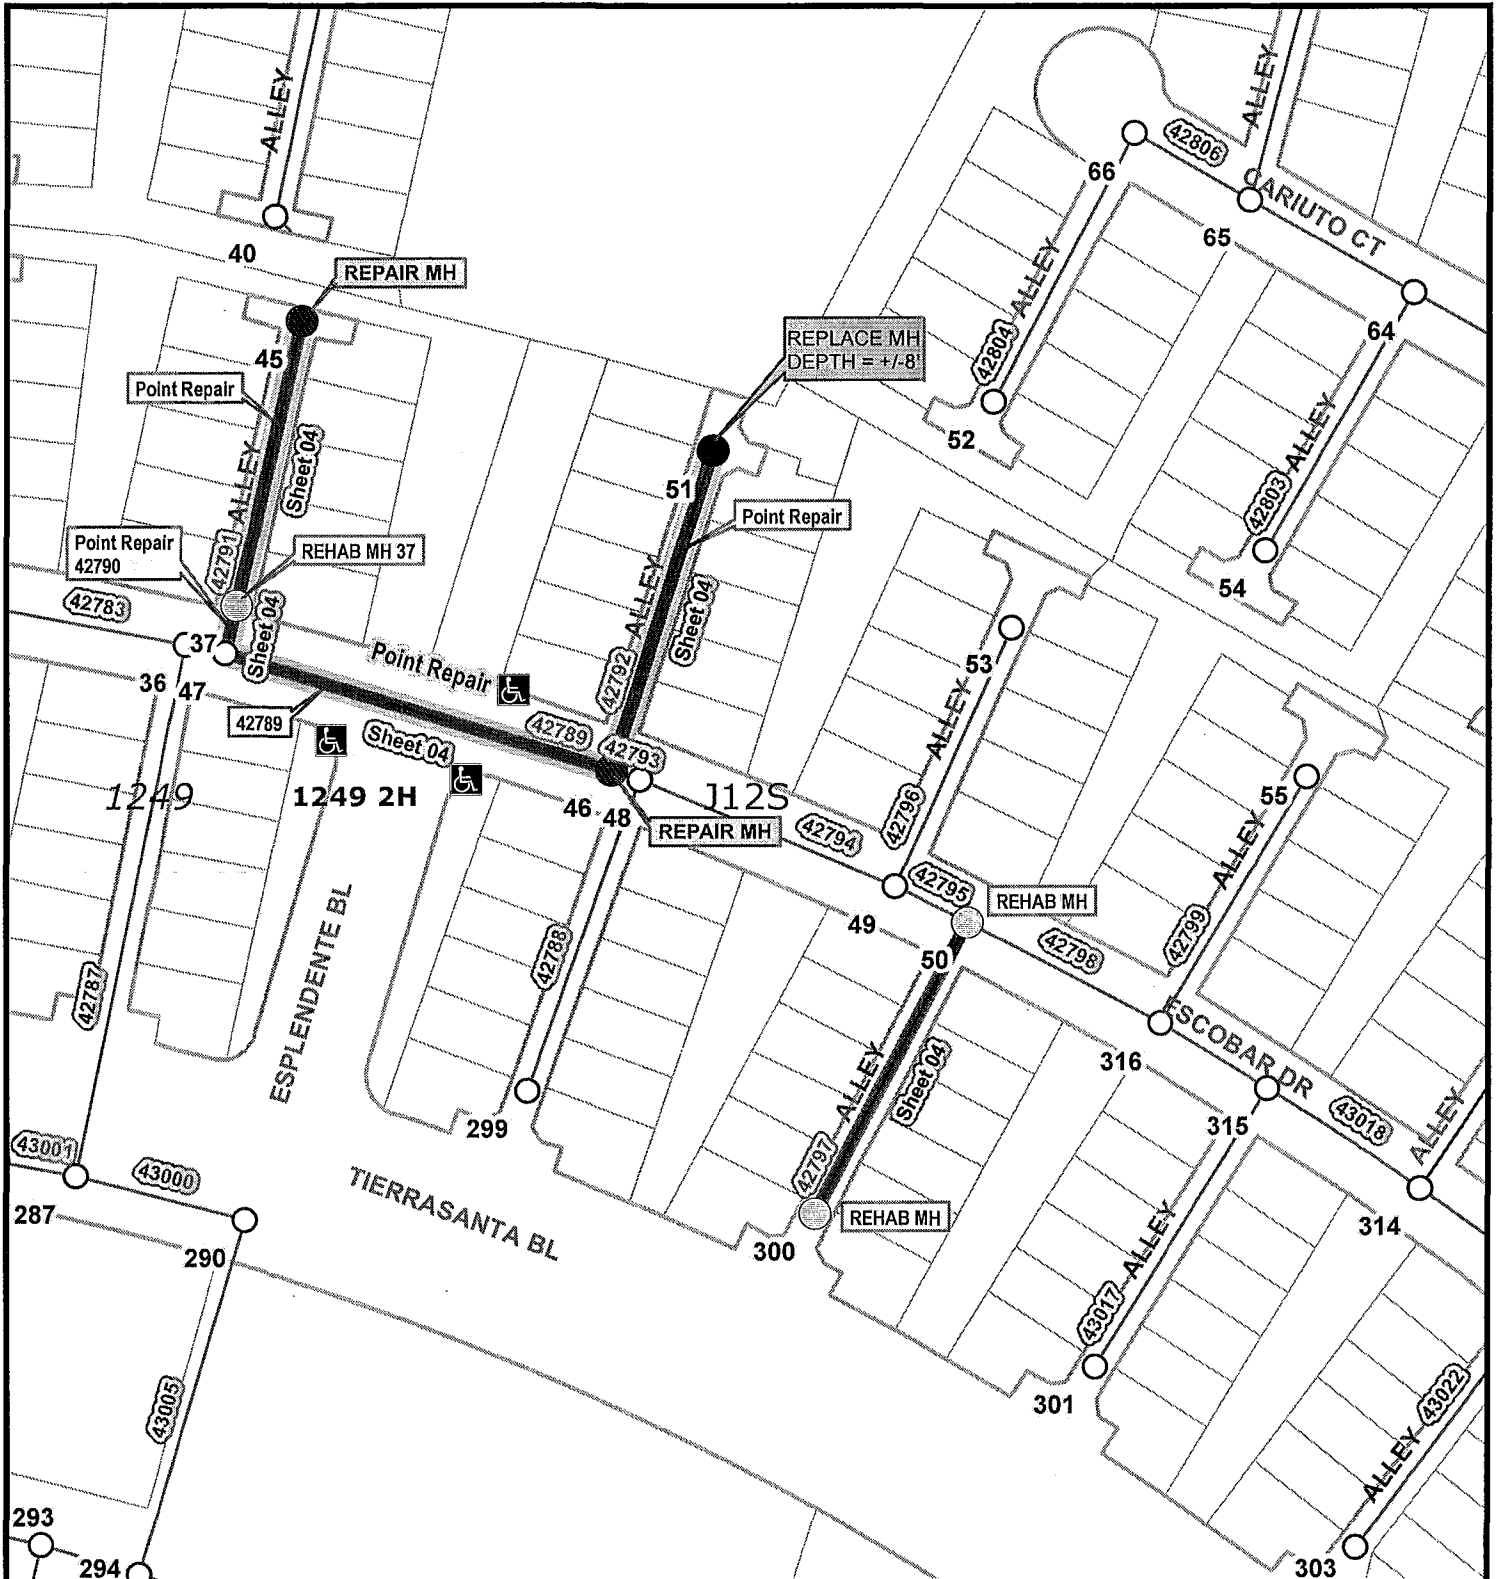 ALLEY
ALLEY
42806
66
CARIUTO CT
65
40
REPAIR MH
ALLEY
64
REPLACE MH
DEPTH = +/-8'
45
42804
Point Repair
ALLEY
52
Sheet 04
ALLEY
51
42803
Point Repair
Point Repair
42790
42791
REHAB MH 37
ALLEY
54
42783
Sheet 04
Sheet 04
37
Point Repair
53
36
47
42792
42789
42789
ALLEY
Sheet 04
42793
1249
1249 2H
46
48
J12S
55
REPAIR MH
42794
42796
ALLEY
42795
REHAB MH
49
42799
42788
50
42798
42787
ESPLENDENTE BL
ESCOBAR DR
ALLEY
Sheet 04
316
299
315
43018
ALLEY
43001
43000
42797
TIERRASANTA BL
287
REHAB MH
314
290
300
ALLEY
43017
43005
301
43022
ALLEY
293
294
303